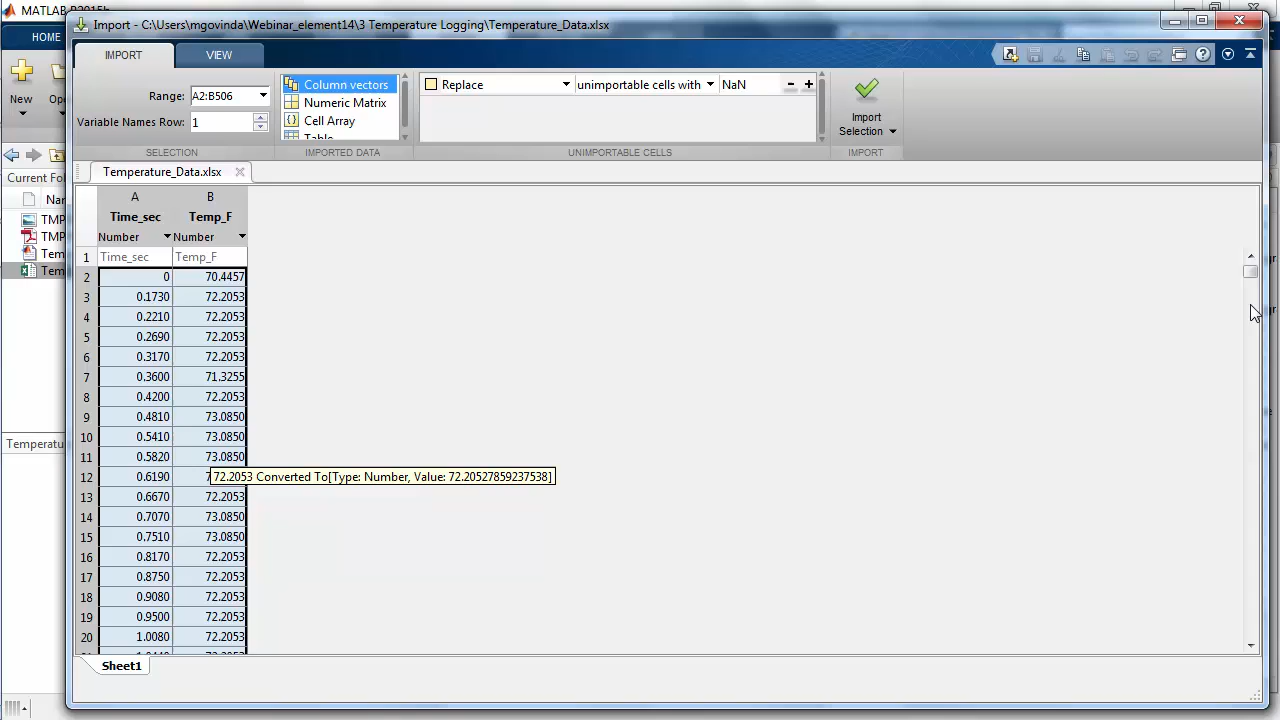 MATLAB R2015b
Import - C:\Users\mgovinda\Webinar_element14\3 Temperature Logging\Temperature_Data.xlsx
HOME
IMPORT VIEW
New
Range: A2:B506
Variable Names Row: 1
SELECTION
Column vectors
Numeric Matrix
Cell Array
Table
IMPORTED DATA
Replace unimportable cells with NaN
UNIMPORTABLE CELLS
Import
Selection
IMPORT
Temperature_Data.xlsx
Current Fo
Nar
TMP
TMP
Tem
Tem
Temperatu
A B
Time_sec Temp_F
Number Number
1 Time_sec Temp_F
2 0 70.4457
3 0.1730 72.2053
4 0.2210 72.2053
5 0.2690 72.2053
6 0.3170 72.2053
7 0.3600 71.3255
8 0.4200 72.2053
9 0.4810 73.0850
10 0.5410 73.0850
11 0.5820 73.0850
12 0.6190 7
72.2053 Converted To[Type: Number, Value: 72.20527859237538]
13 0.6670 72.2053
14 0.7070 73.0850
15 0.7510 73.0850
16 0.8170 72.2053
17 0.8750 72.2053
18 0.9080 72.2053
19 0.9500 72.2053
20 1.0080 72.2053
Sheet1